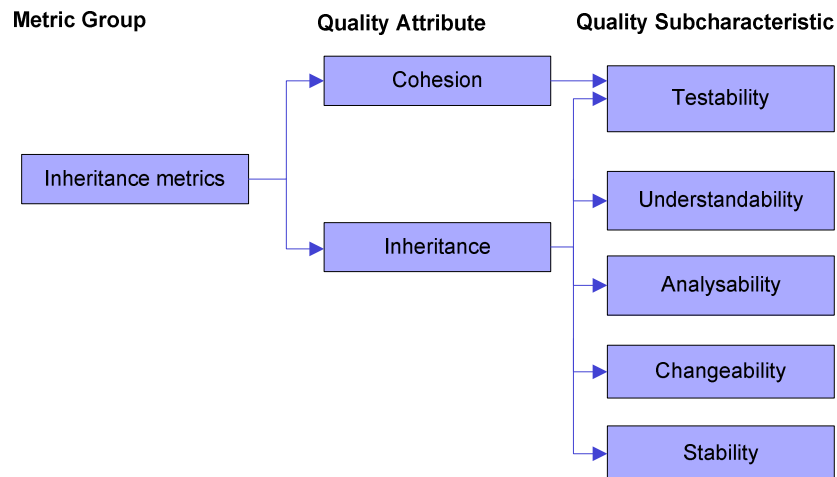 Metric Group
Quality Attribute
Quality Subcharacteristic
Cohesion
Testability
Inheritance metrics
Understandability
Inheritance
Analysability
Changeability
Stability